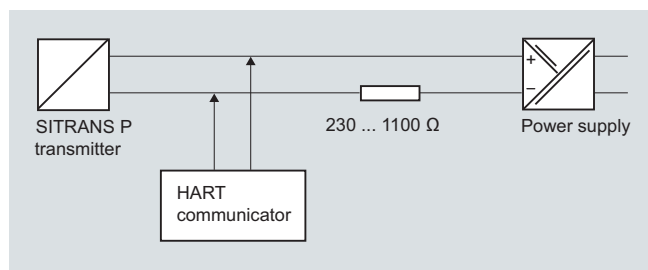 +
−
SITRANS P
transmitter
230 ... 1100 Ω
Power supply
HART
communicator